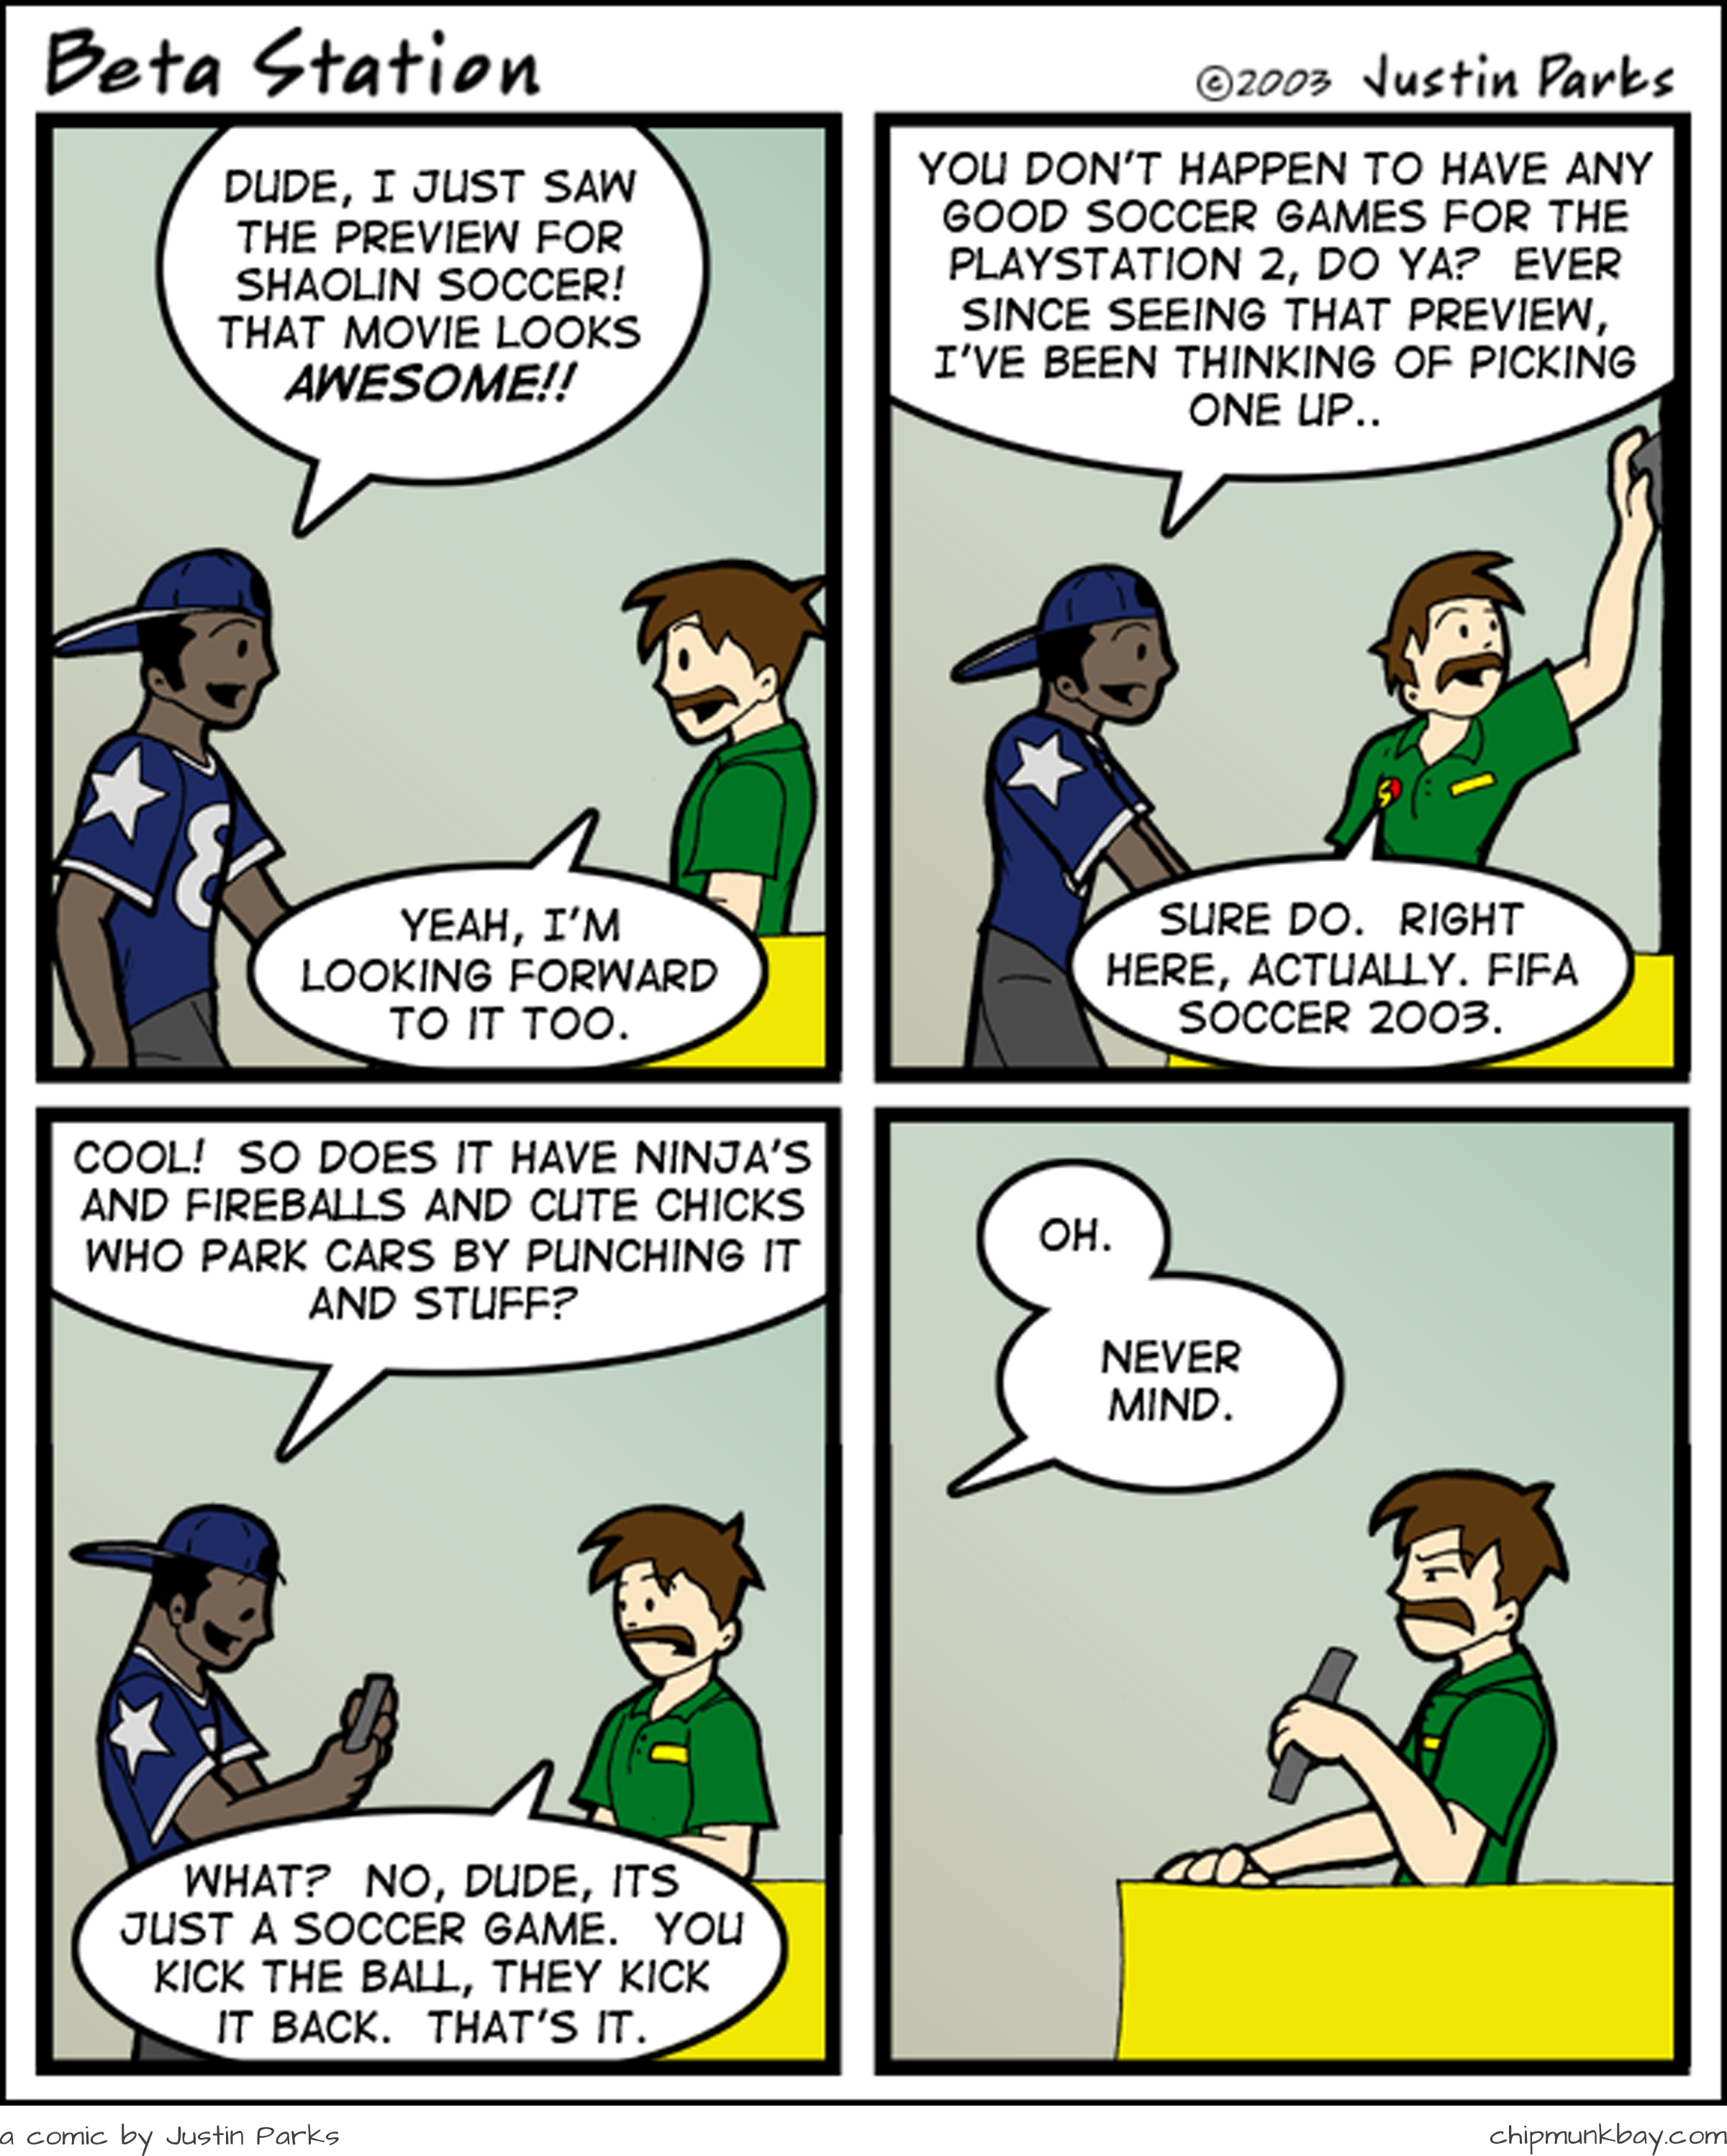 Beta Station
©2003 Justin Parks
DUDE, I JUST SAW
THE PREVIEW FOR
SHAOLIN SOCCER!
THAT MOVIE LOOKS
AWESOME!!
YEAH, I'M
LOOKING FORWARD
TO IT TOO.
YOU DON'T HAPPEN TO HAVE ANY
GOOD SOCCER GAMES FOR THE
PLAYSTATION 2, DO YA? EVER
SINCE SEEING THAT PREVIEW,
I'VE BEEN THINKING OF PICKING
ONE UP..
SURE DO. RIGHT
HERE, ACTUALLY. FIFA
SOCCER 2003.
COOL! SO DOES IT HAVE NINJA'S
AND FIREBALLS AND CUTE CHICKS
WHO PARK CARS BY PUNCHING IT
AND STUFF?
WHAT? NO, DUDE, ITS
JUST A SOCCER GAME. YOU
KICK THE BALL, THEY KICK
IT BACK. THAT'S IT.
OH.
NEVER
MIND.
a comic by Justin Parks
chipmunkbay.com